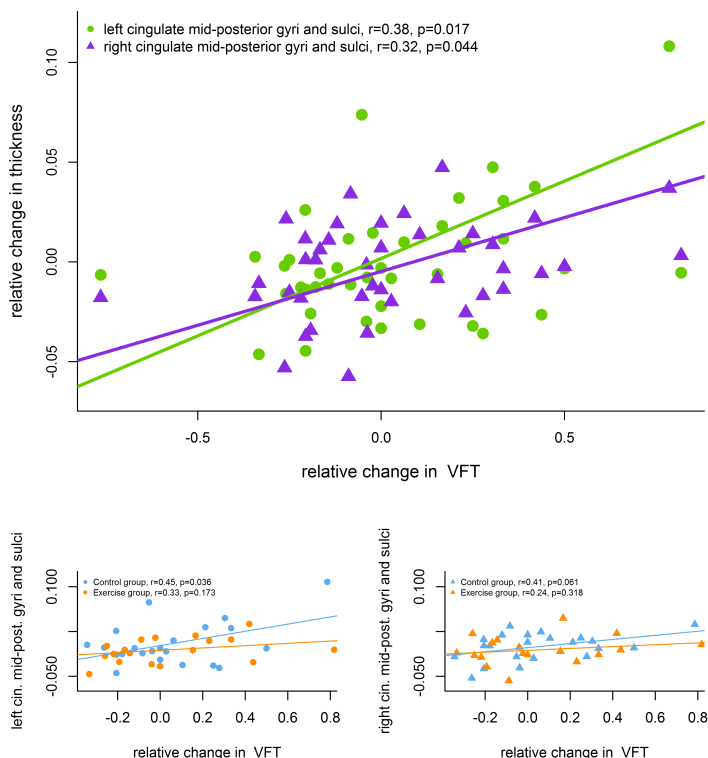 left cingulate mid-posterior gyri and sulci, r=0.38, p=0.017
right cingulate mid-posterior gyri and sulci, r=0.32, p=0.044
relative change in thickness
0.10
0.05
0.00
-0.05
-0.5
0.0
0.5
relative change in VFT
left cin. mid-post. gyri and sulci
Control group, r=0.45, p=0.036
Exercise group, r=0.33, p=0.173
0.100
-0.050
-0.2
0.0
0.2
0.4
0.6
0.8
relative change in VFT
right cin. mid-post. gyri and sulci
Control group, r=0.41, p=0.061
Exercise group, r=0.24, p=0.318
0.100
-0.050
-0.2
0.0
0.2
0.4
0.6
0.8
relative change in VFT